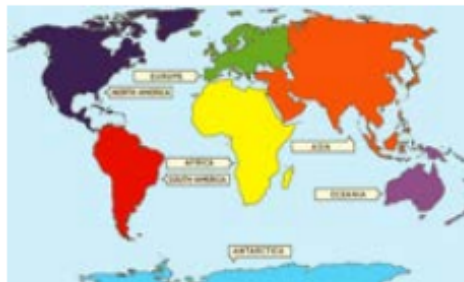 EUROPE
NORTH AMERICA
ASIA
AFRICA
SOUTH AMERICA
OCEANIA
ANTARCTICA